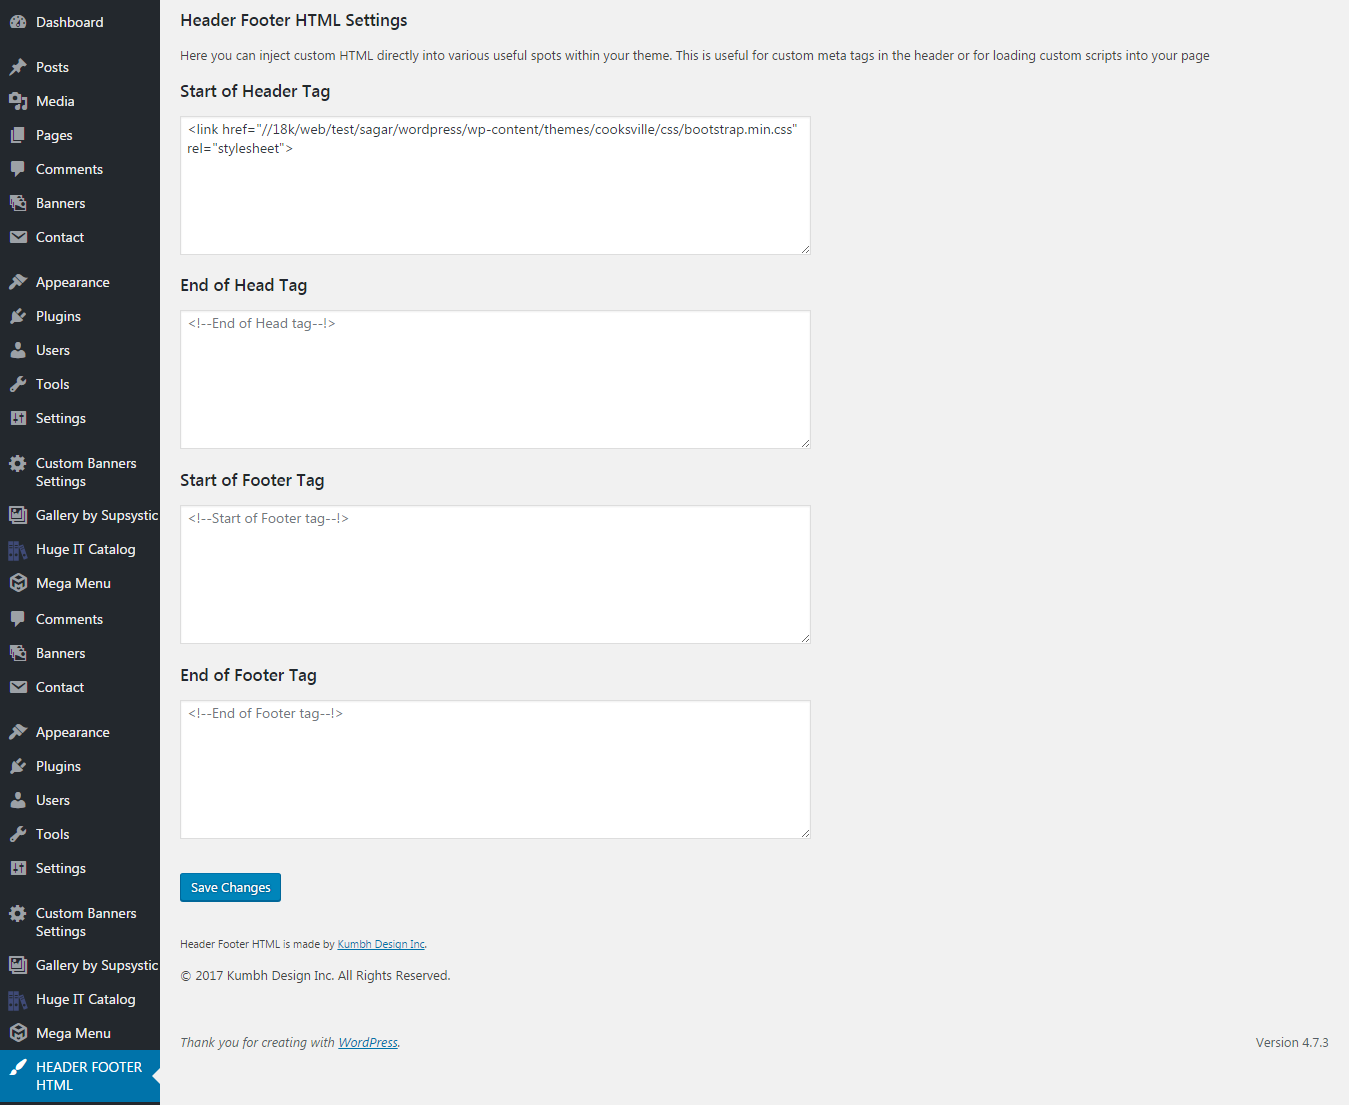 Dashboard
Posts
Media
Pages
Comments
Banners
Contact
Appearance
Plugins
Users
Tools
Settings
Custom Banners
Settings
Gallery by Supsystic
Huge IT Catalog
Mega Menu
Comments
Banners
Contact
Appearance
Plugins
Users
Tools
Settings
Custom Banners
Settings
Gallery by Supsystic
Huge IT Catalog
Mega Menu
HEADER FOOTER
HTML
Header Footer HTML Settings
Here you can inject custom HTML directly into various useful spots within your theme. This is useful for custom meta tags in the header or for loading custom scripts into your page
Start of Header Tag
<link href="//18k/web/test/sagar/wordpress/wp-content/themes/cooksville/css/bootstrap.min.css"
rel="stylesheet">
End of Head Tag
<!--End of Head tag--!>
Start of Footer Tag
<!--Start of Footer tag--!>
End of Footer Tag
<!--End of Footer tag--!>
Save Changes
Header Footer HTML is made by Kumbh Design Inc.
© 2017 Kumbh Design Inc. All Rights Reserved.
Thank you for creating with WordPress.
Version 4.7.3